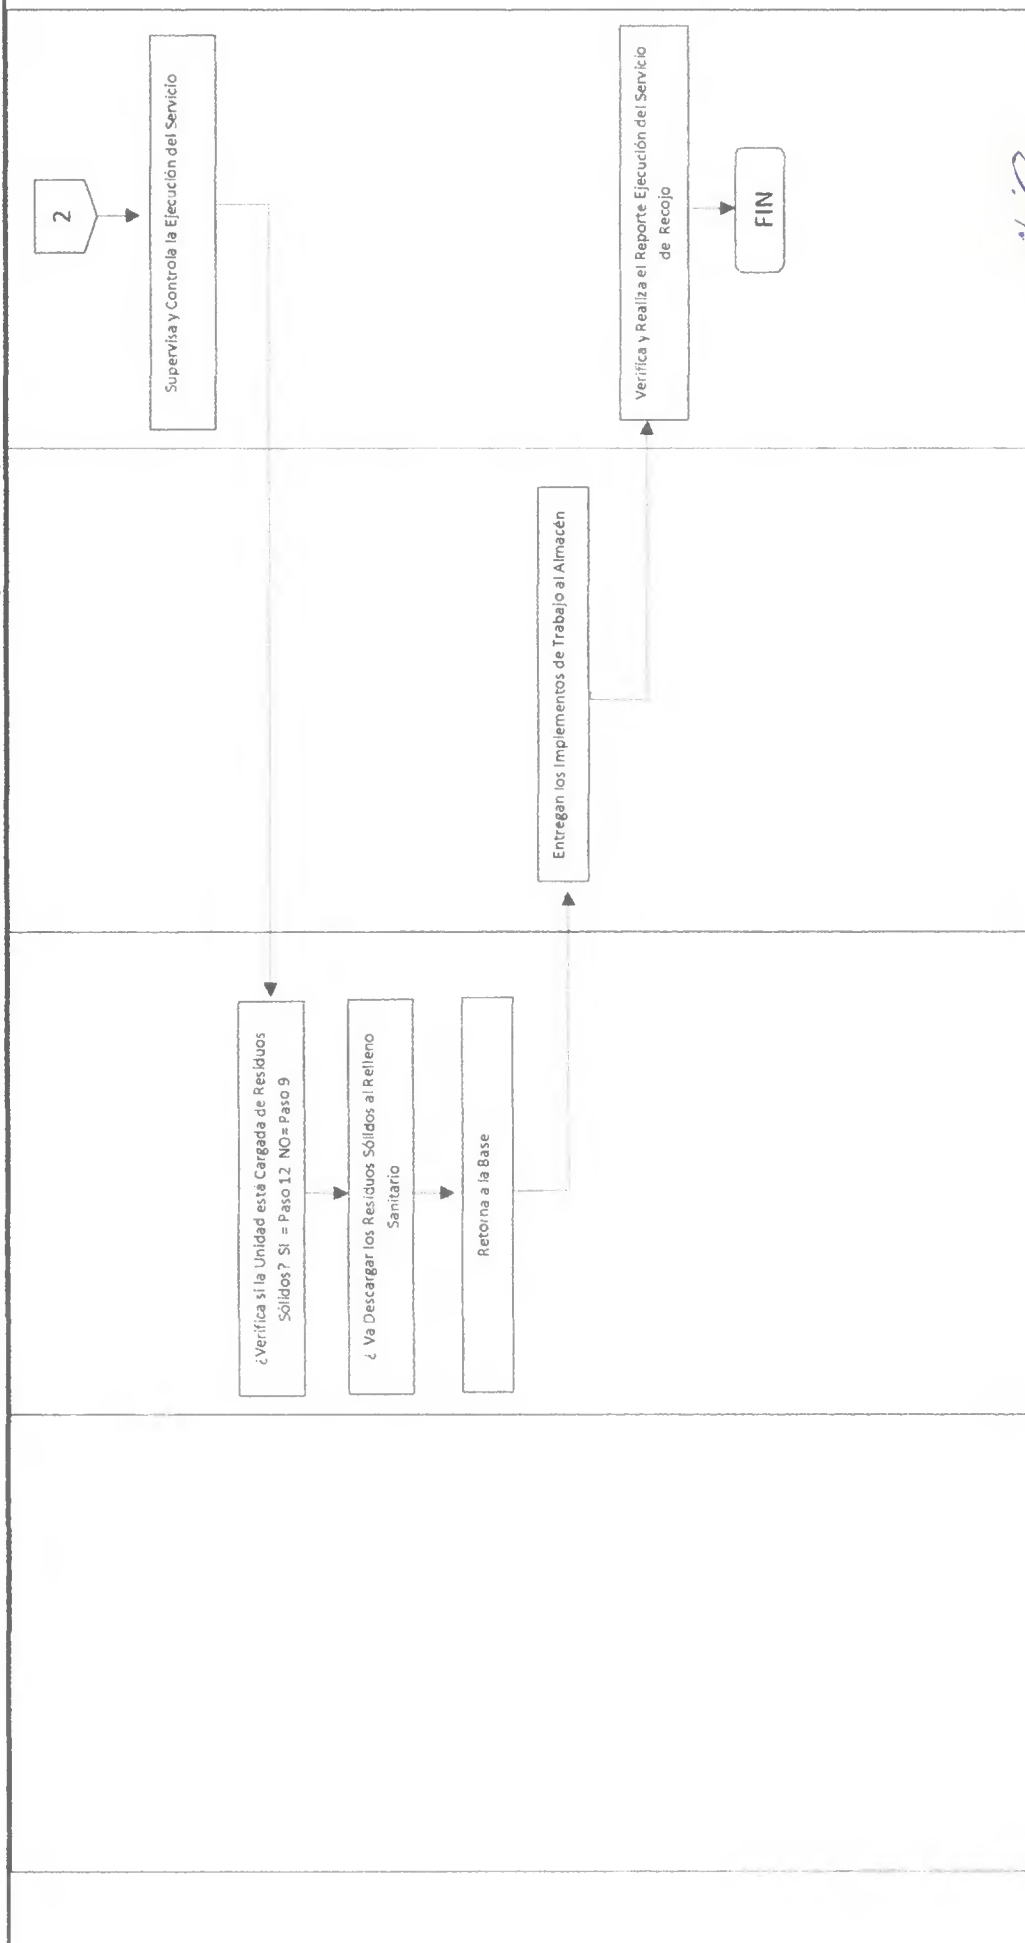 2
Supervisa y Controla la Ejecución del Servicio
¿Verifica si la Unidad está Cargada de Residuos
Sólidos? SI = Paso 12 NO= Paso 9
¿ Va Descargar los Residuos Sólidos al Relleno
Sanitario
Retorna a la Base
Entregan los Implementos de Trabajo al Almacén
Verifica y Realiza el Reporte Ejecución del Servicio
de Recojo
FIN